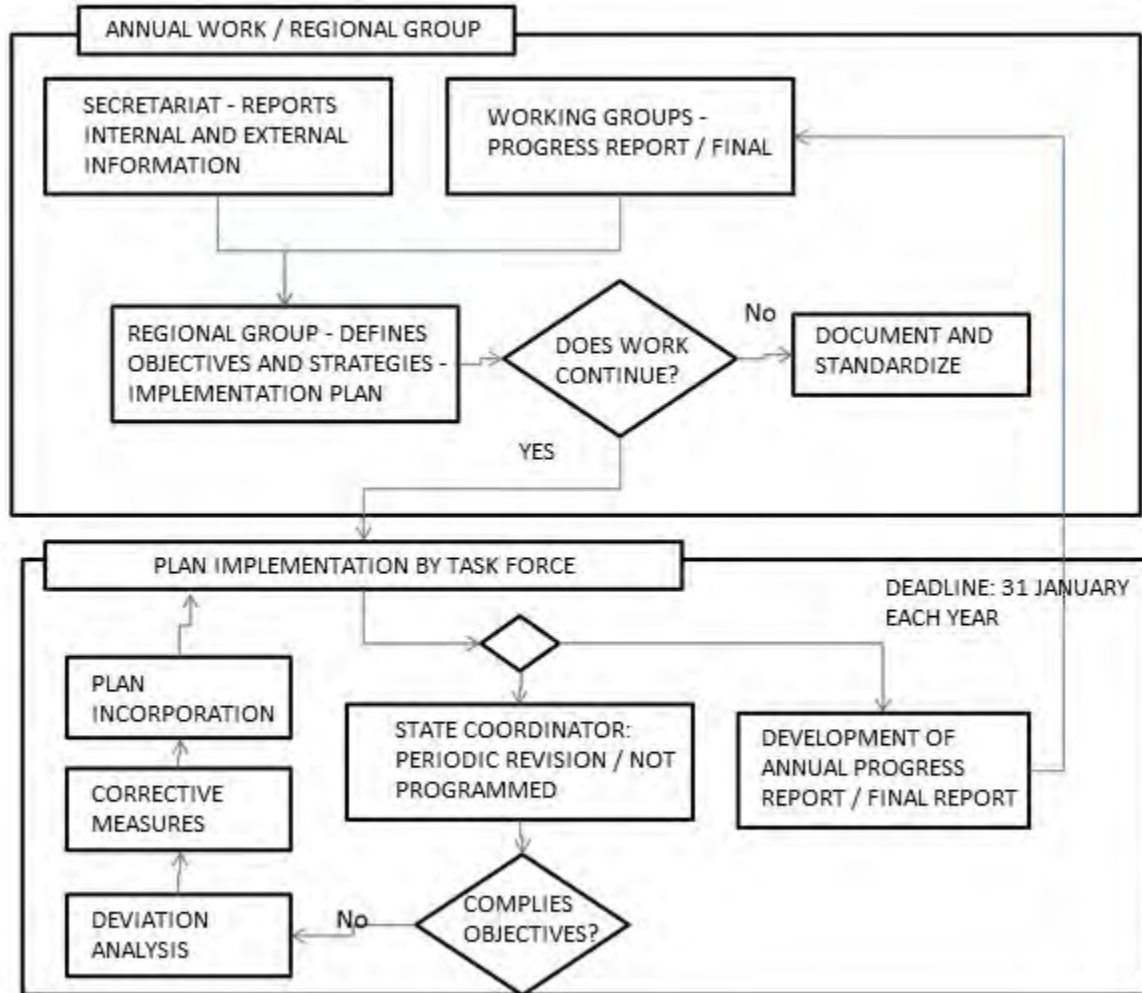 ANNUAL WORK / REGIONAL GROUP
SECRETARIAT - REPORTS
INTERNAL AND EXTERNAL
INFORMATION
WORKING GROUPS -
PROGRESS REPORT / FINAL
REGIONAL GROUP - DEFINES
OBJECTIVES AND STRATEGIES -
IMPLEMENTATION PLAN
DOES WORK
CONTINUE?
No
DOCUMENT AND
STANDARDIZE
YES
PLAN IMPLEMENTATION BY TASK FORCE
DEADLINE: 31 JANUARY
EACH YEAR
PLAN
INCORPORATION
STATE COORDINATOR:
PERIODIC REVISION / NOT
PROGRAMMED
DEVELOPMENT OF
ANNUAL PROGRESS
REPORT / FINAL REPORT
CORRECTIVE
MEASURES
DEVIATION
ANALYSIS
No
COMPLIES
OBJECTIVES?